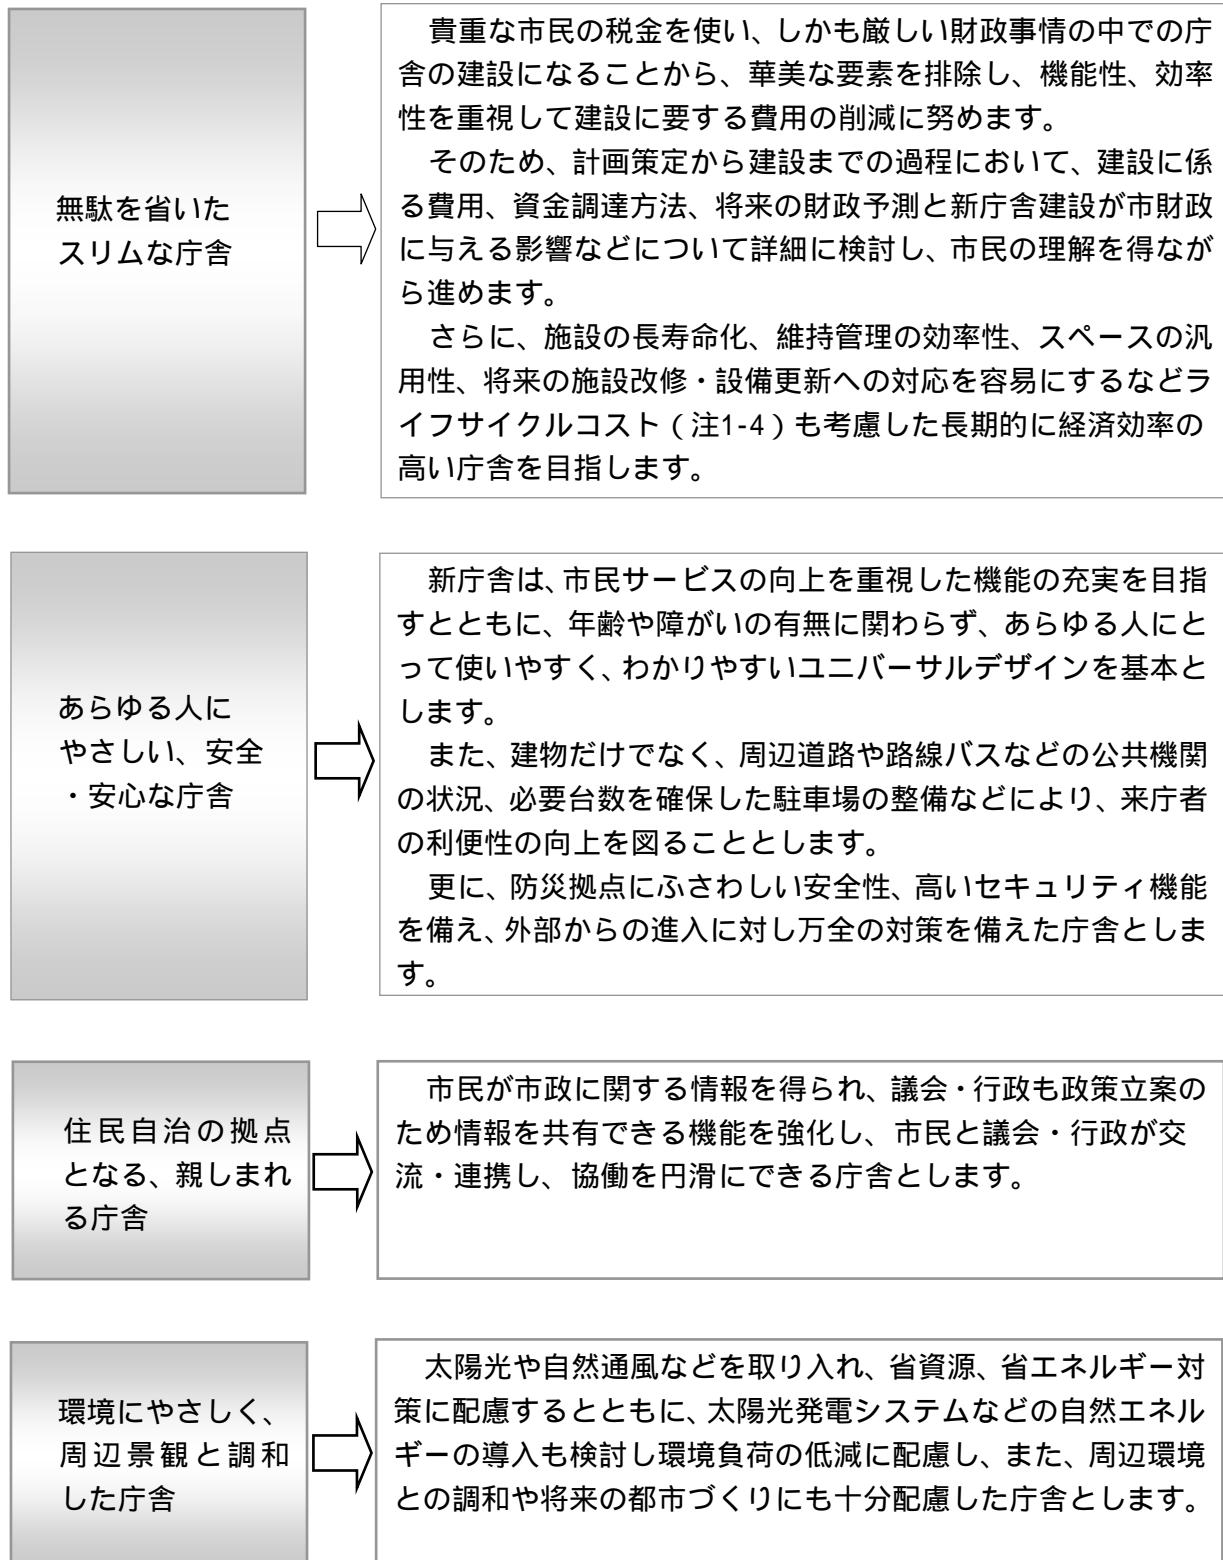 無駄を省いた
スリムな庁舎
貴重な市民の税金を使い、しかも厳しい財政事情の中での庁
舎の建設になることから、華美な要素を排除し、機能性、効率
性を重視して建設に要する費用の削減に努めます。
そのため、計画策定から建設までの過程において、建設に係
る費用、資金調達方法、将来の財政予測と新庁舎建設が市財政
に与える影響などについて詳細に検討し、市民の理解を得なが
ら進めます。
さらに、施設の長寿命化、維持管理の効率性、スペースの汎
用性、将来の施設改修・設備更新への対応を容易にするなどラ
イフサイクルコスト(注1-4)も考慮した長期的に経済効率の
高い庁舎を目指します。
あらゆる人に
やさしい、安全
・安心な庁舎
新庁舎は、市民サービスの向上を重視した機能の充実を目指
すとともに、年齢や障がいの有無に関わらず、あらゆる人にと
って使いやすく、わかりやすいユニバーサルデザインを基本と
します。
また、建物だけでなく、周辺道路や路線バスなどの公共機関
の状況、必要台数を確保した駐車場の整備などにより、来庁者
の利便性の向上を図ることとします。
更に、防災拠点にふさわしい安全性、高いセキュリティ機能
を備え、外部からの進入に対し万全の対策を備えた庁舎としま
す。
住民自治の拠点
となる、親しまれ
る庁舎
市民が市政に関する情報を得られ、議会・行政も政策立案の
ため情報を共有できる機能を強化し、市民と議会・行政が交
流・連携し、協働を円滑にできる庁舎とします。
環境にやさしく、
周辺景観と調和
した庁舎
太陽光や自然通風などを取り入れ、省資源、省エネルギー対
策に配慮するとともに、太陽光発電システムなどの自然エネル
ギーの導入も検討し環境負荷の低減に配慮し、また、周辺環境
との調和や将来の都市づくりにも十分配慮した庁舎とします。